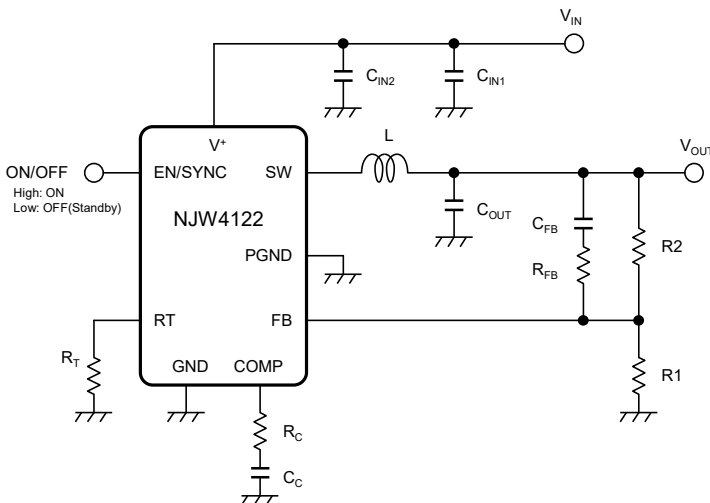 V_IN
C_IN2
C_IN1
L
V_OUT
V+
ON/OFF
EN/SYNC
SW
High: ON
Low: OFF(Standby)
C_OUT
C_FB
NJW4122
R2
PGND
R_FB
RT
FB
R_T
GND
COMP
R1
R_C
C_C